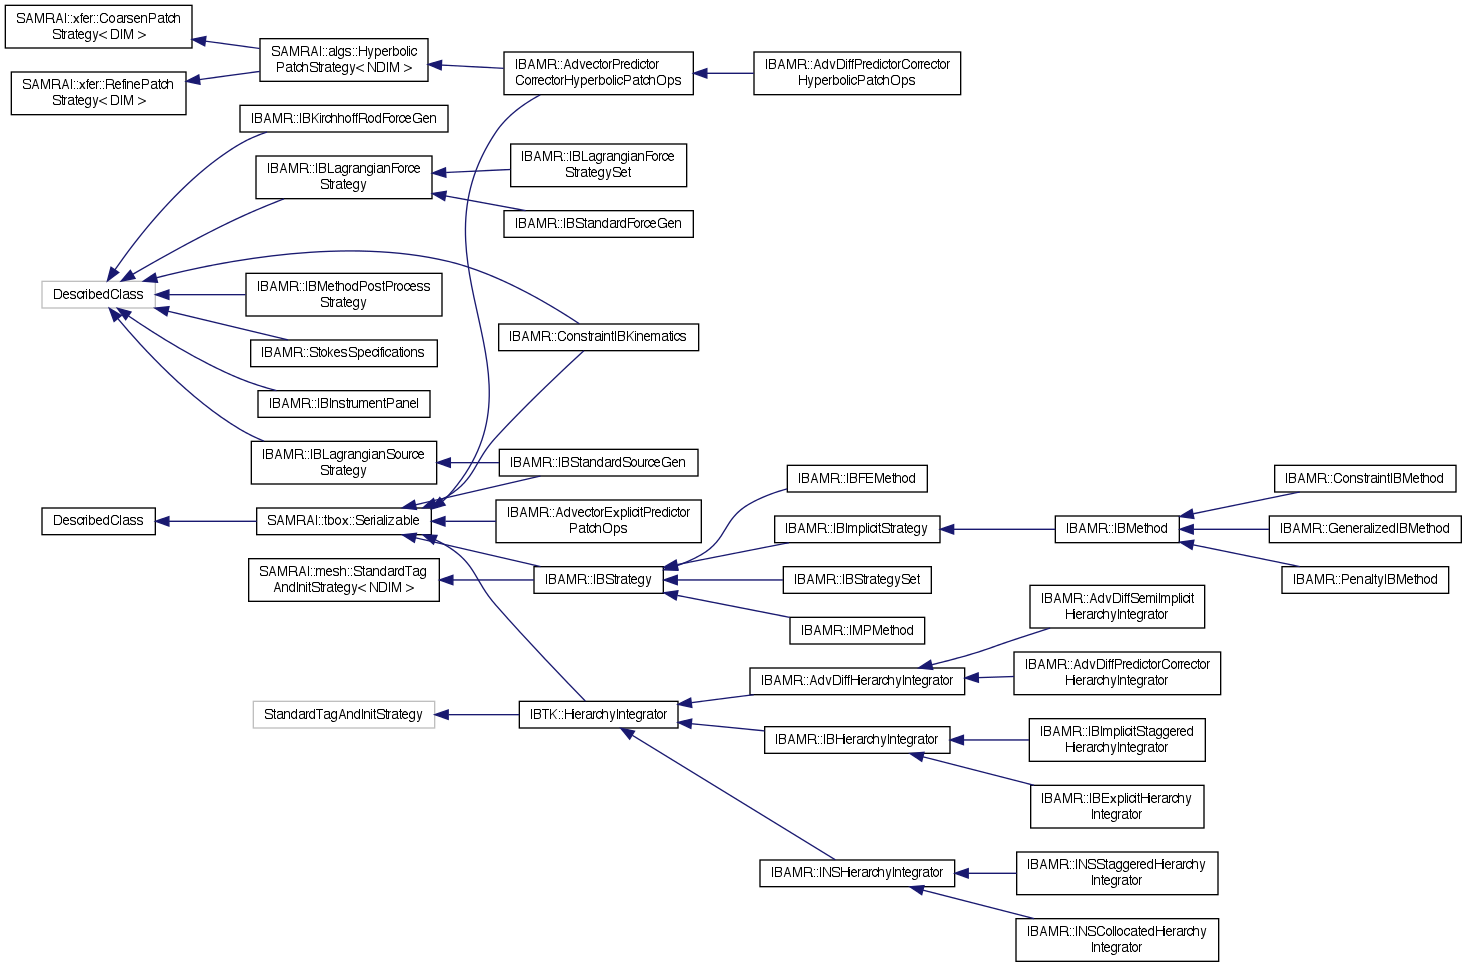 SAMRAI::xfer::CoarsenPatch
Strategy< DIM >
SAMRAI::xfer::RefinePatch
Strategy< DIM >
SAMRAI::algs::Hyperbolic
PatchStrategy< NDIM >
IBAMR::AdvectorPredictor
CorrectorHyperbolicPatchOps
IBAMR::AdvDiffPredictorCorrector
HyperbolicPatchOps
IBAMR::IBKirchhoffRodForceGen
IBAMR::IBLagrangianForce
Strategy
IBAMR::IBLagrangianForce
StrategySet
IBAMR::IBStandardForceGen
DescribedClass
IBAMR::IBMethodPostProcess
Strategy
IBAMR::ConstraintIBKinematics
IBAMR::StokesSpecifications
IBAMR::IBInstrumentPanel
IBAMR::IBLagrangianSource
Strategy
IBAMR::IBStandardSourceGen
DescribedClass
SAMRAI::tbox::Serializable
IBAMR::AdvectorExplicitPredictor
PatchOps
SAMRAI::mesh::StandardTag
AndInitStrategy< NDIM >
IBAMR::IBStrategy
IBAMR::IBFEMethod
IBAMR::IBImplicitStrategy
IBAMR::IBStrategySet
IBAMR::IMPMethod
IBAMR::IBMethod
IBAMR::ConstraintIBMethod
IBAMR::GeneralizedIBMethod
IBAMR::PenaltyIBMethod
StandardTagAndInitStrategy
IBTK::HierarchyIntegrator
IBAMR::AdvDiffHierarchyIntegrator
IBAMR::AdvDiffSemiImplicit
HierarchyIntegrator
IBAMR::AdvDiffPredictorCorrector
HierarchyIntegrator
IBAMR::IBHierarchyIntegrator
IBAMR::IBImplicitStaggered
HierarchyIntegrator
IBAMR::IBExplicitHierarchy
Integrator
IBAMR::INSHierarchyIntegrator
IBAMR::INSStaggeredHierarchy
Integrator
IBAMR::INSCollocatedHierarchy
Integrator